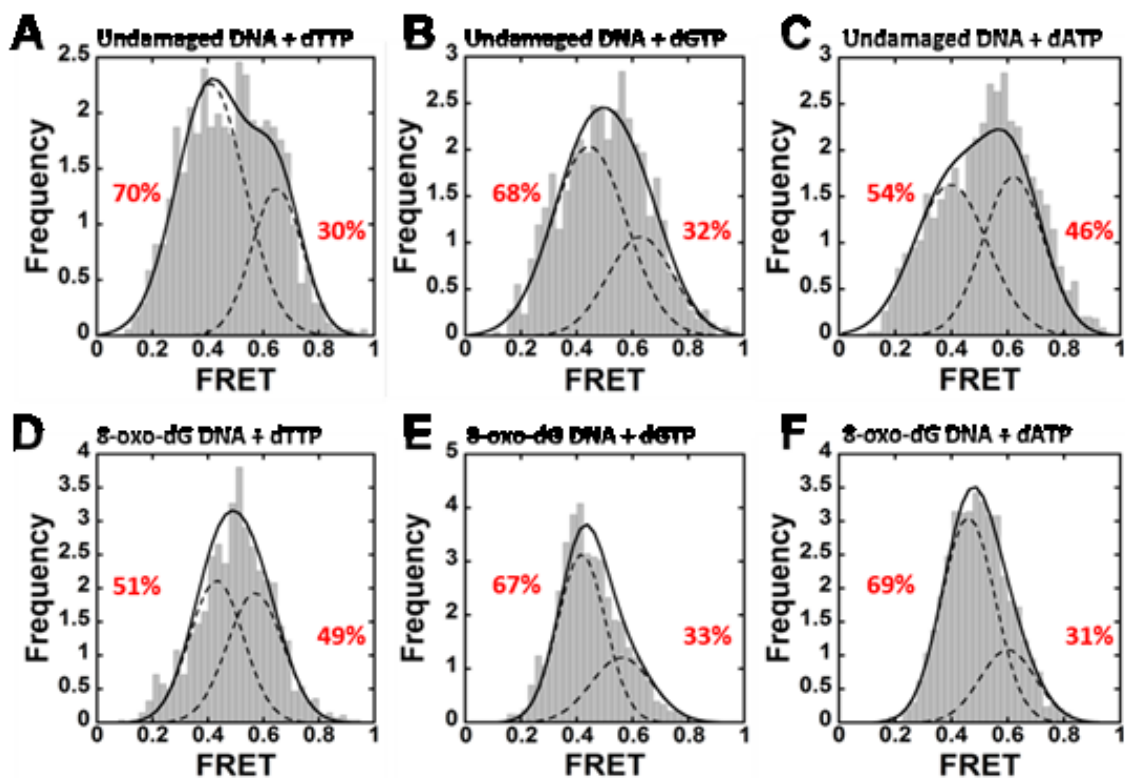 A Undamaged DNA + dTTP
B Undamaged DNA + dGTP
C Undamaged DNA + dATP
Frequency
2.5
2
1.5
1
0.5
0
70%
30%
0 0.2 0.4 0.6 0.8 1
FRET
Frequency
3
2.5
2
1.5
1
0.5
0
68%
32%
0 0.2 0.4 0.6 0.8 1
FRET
Frequency
3
2.5
2
1.5
1
0.5
0
54%
46%
0 0.2 0.4 0.6 0.8 1
FRET
D 8-oxo-dG DNA + dTTP
E 8-oxo-dG DNA + dGTP
F 8-oxo-dG DNA + dATP
Frequency
4
3.5
3
2.5
2
1.5
1
0.5
0
51%
49%
0 0.2 0.4 0.6 0.8 1
FRET
Frequency
5
4
3
2
1
0
67%
33%
0 0.2 0.4 0.6 0.8 1
FRET
Frequency
4
3.5
3
2.5
2
1.5
1
0.5
0
69%
31%
0 0.2 0.4 0.6 0.8 1
FRET